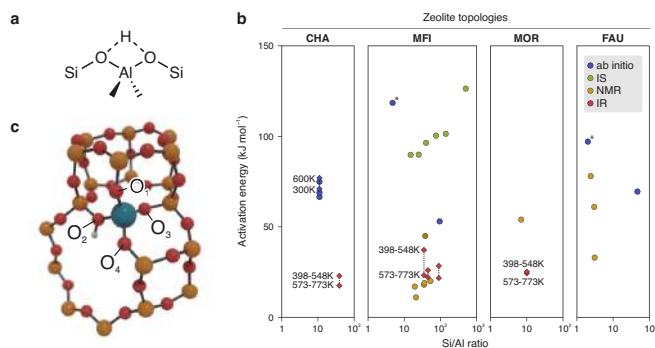 a
H
O O
Si Al Si
c
O1
O2
O3
O4
b
Zeolite topologies
CHA MFI MOR FAU
Activation energy (kJ mol⁻¹)
150
100
50
0
600K
300K
398-548K
573-773K
*
398-548K
573-773K
398-548K
573-773K
ab initio
IS
NMR
IR
*
1 10 10²
1 10 10² 10³
1 10 10²
1 10
Si/Al ratio